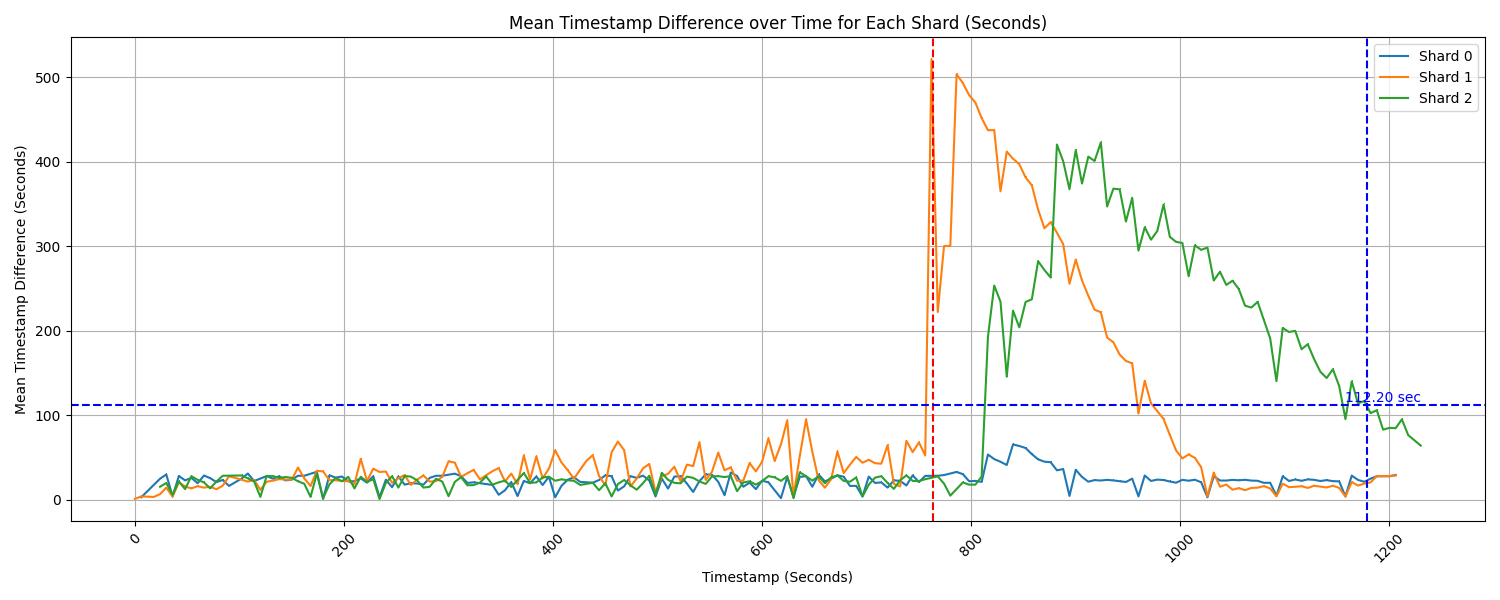 Mean Timestamp Difference over Time for Each Shard (Seconds)
Mean Timestamp Difference (Seconds)
500
400
300
200
100
0
Shard 0
Shard 1
Shard 2
112.20 sec
0
200
400
600
800
1000
1200
Timestamp (Seconds)